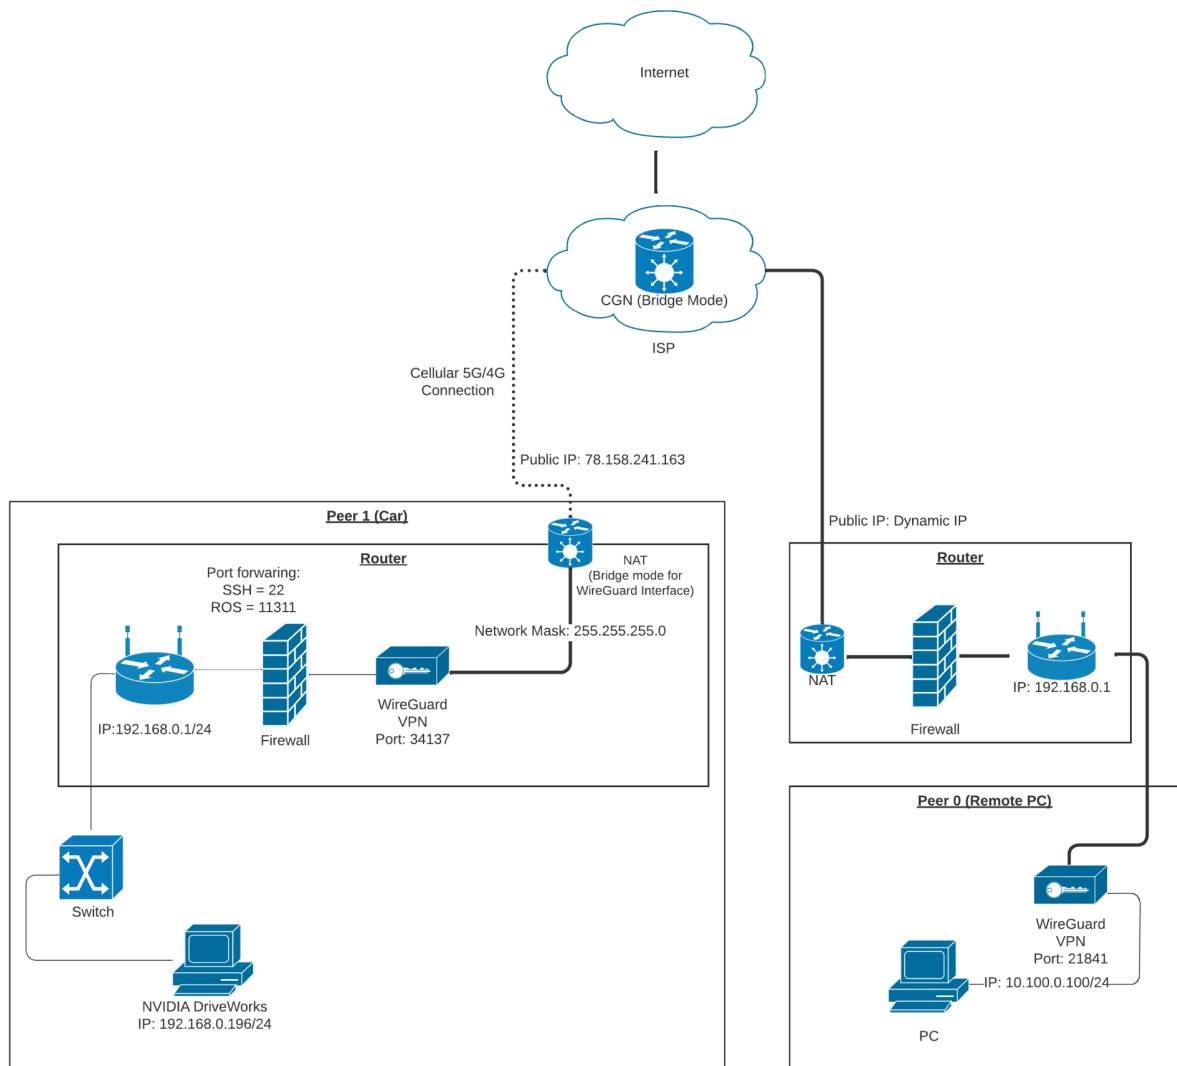 Internet
CGN (Bridge Mode)
ISP
Cellular 5G/4G
Connection
Public IP: 78.158.241.163
Public IP: Dynamic IP
Peer 1 (Car)
Router
Port forwaring:
SSH = 22
ROS = 11311
NAT
(Bridge mode for
WireGuard Interface)
Network Mask: 255.255.255.0
IP:192.168.0.1/24
Firewall
WireGuard
VPN
Port: 34137
Switch
NVIDIA DriveWorks
IP: 192.168.0.196/24
Router
NAT
Firewall
IP: 192.168.0.1
Peer 0 (Remote PC)
WireGuard
VPN
Port: 21841
IP: 10.100.0.100/24
PC